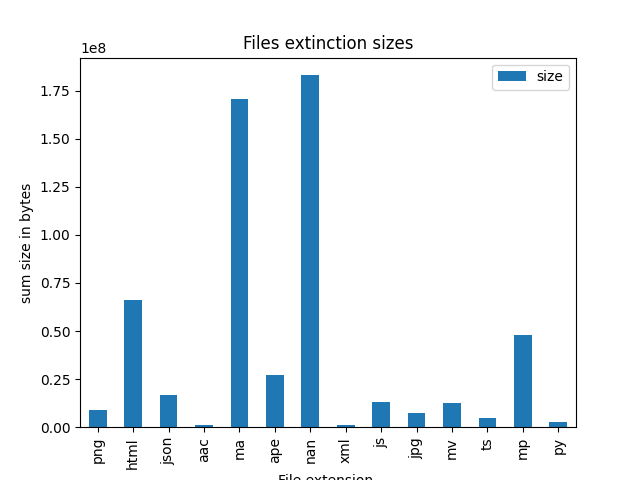 Files extinction sizes
1e8
size
1.75
1.50
1.25
1.00
0.75
0.50
0.25
0.00
sum size in bytes
png
html
json
aac
ma
ape
nan
xml
js
jpg
mv
ts
mp
py
File extension